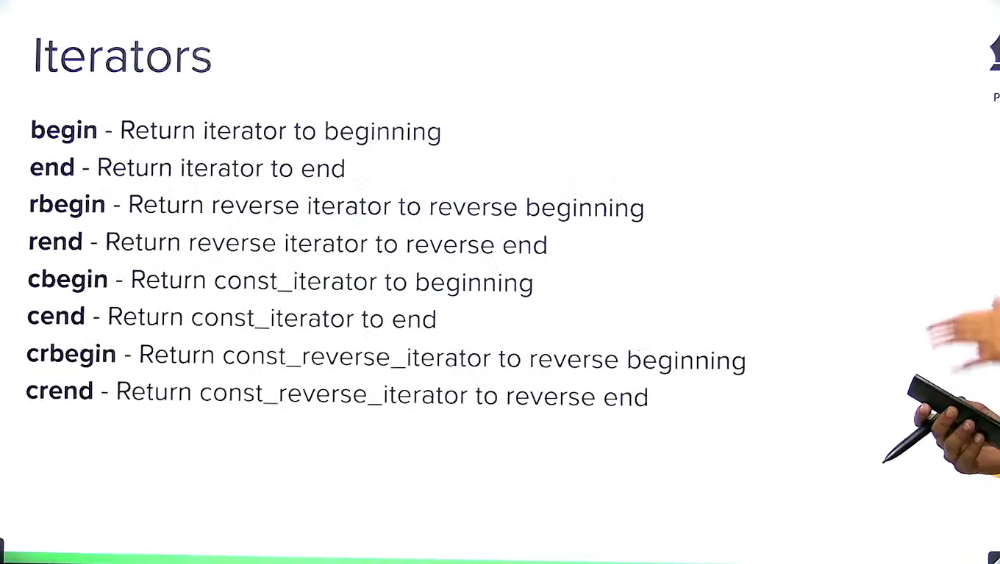 Iterators
begin - Return iterator to beginning
end - Return iterator to end
rbegin - Return reverse iterator to reverse beginning
rend - Return reverse iterator to reverse end
cbegin - Return const_iterator to beginning
cend - Return const_iterator to end
crbegin - Return const_reverse_iterator to reverse beginning
crend - Return const_reverse_iterator to reverse end